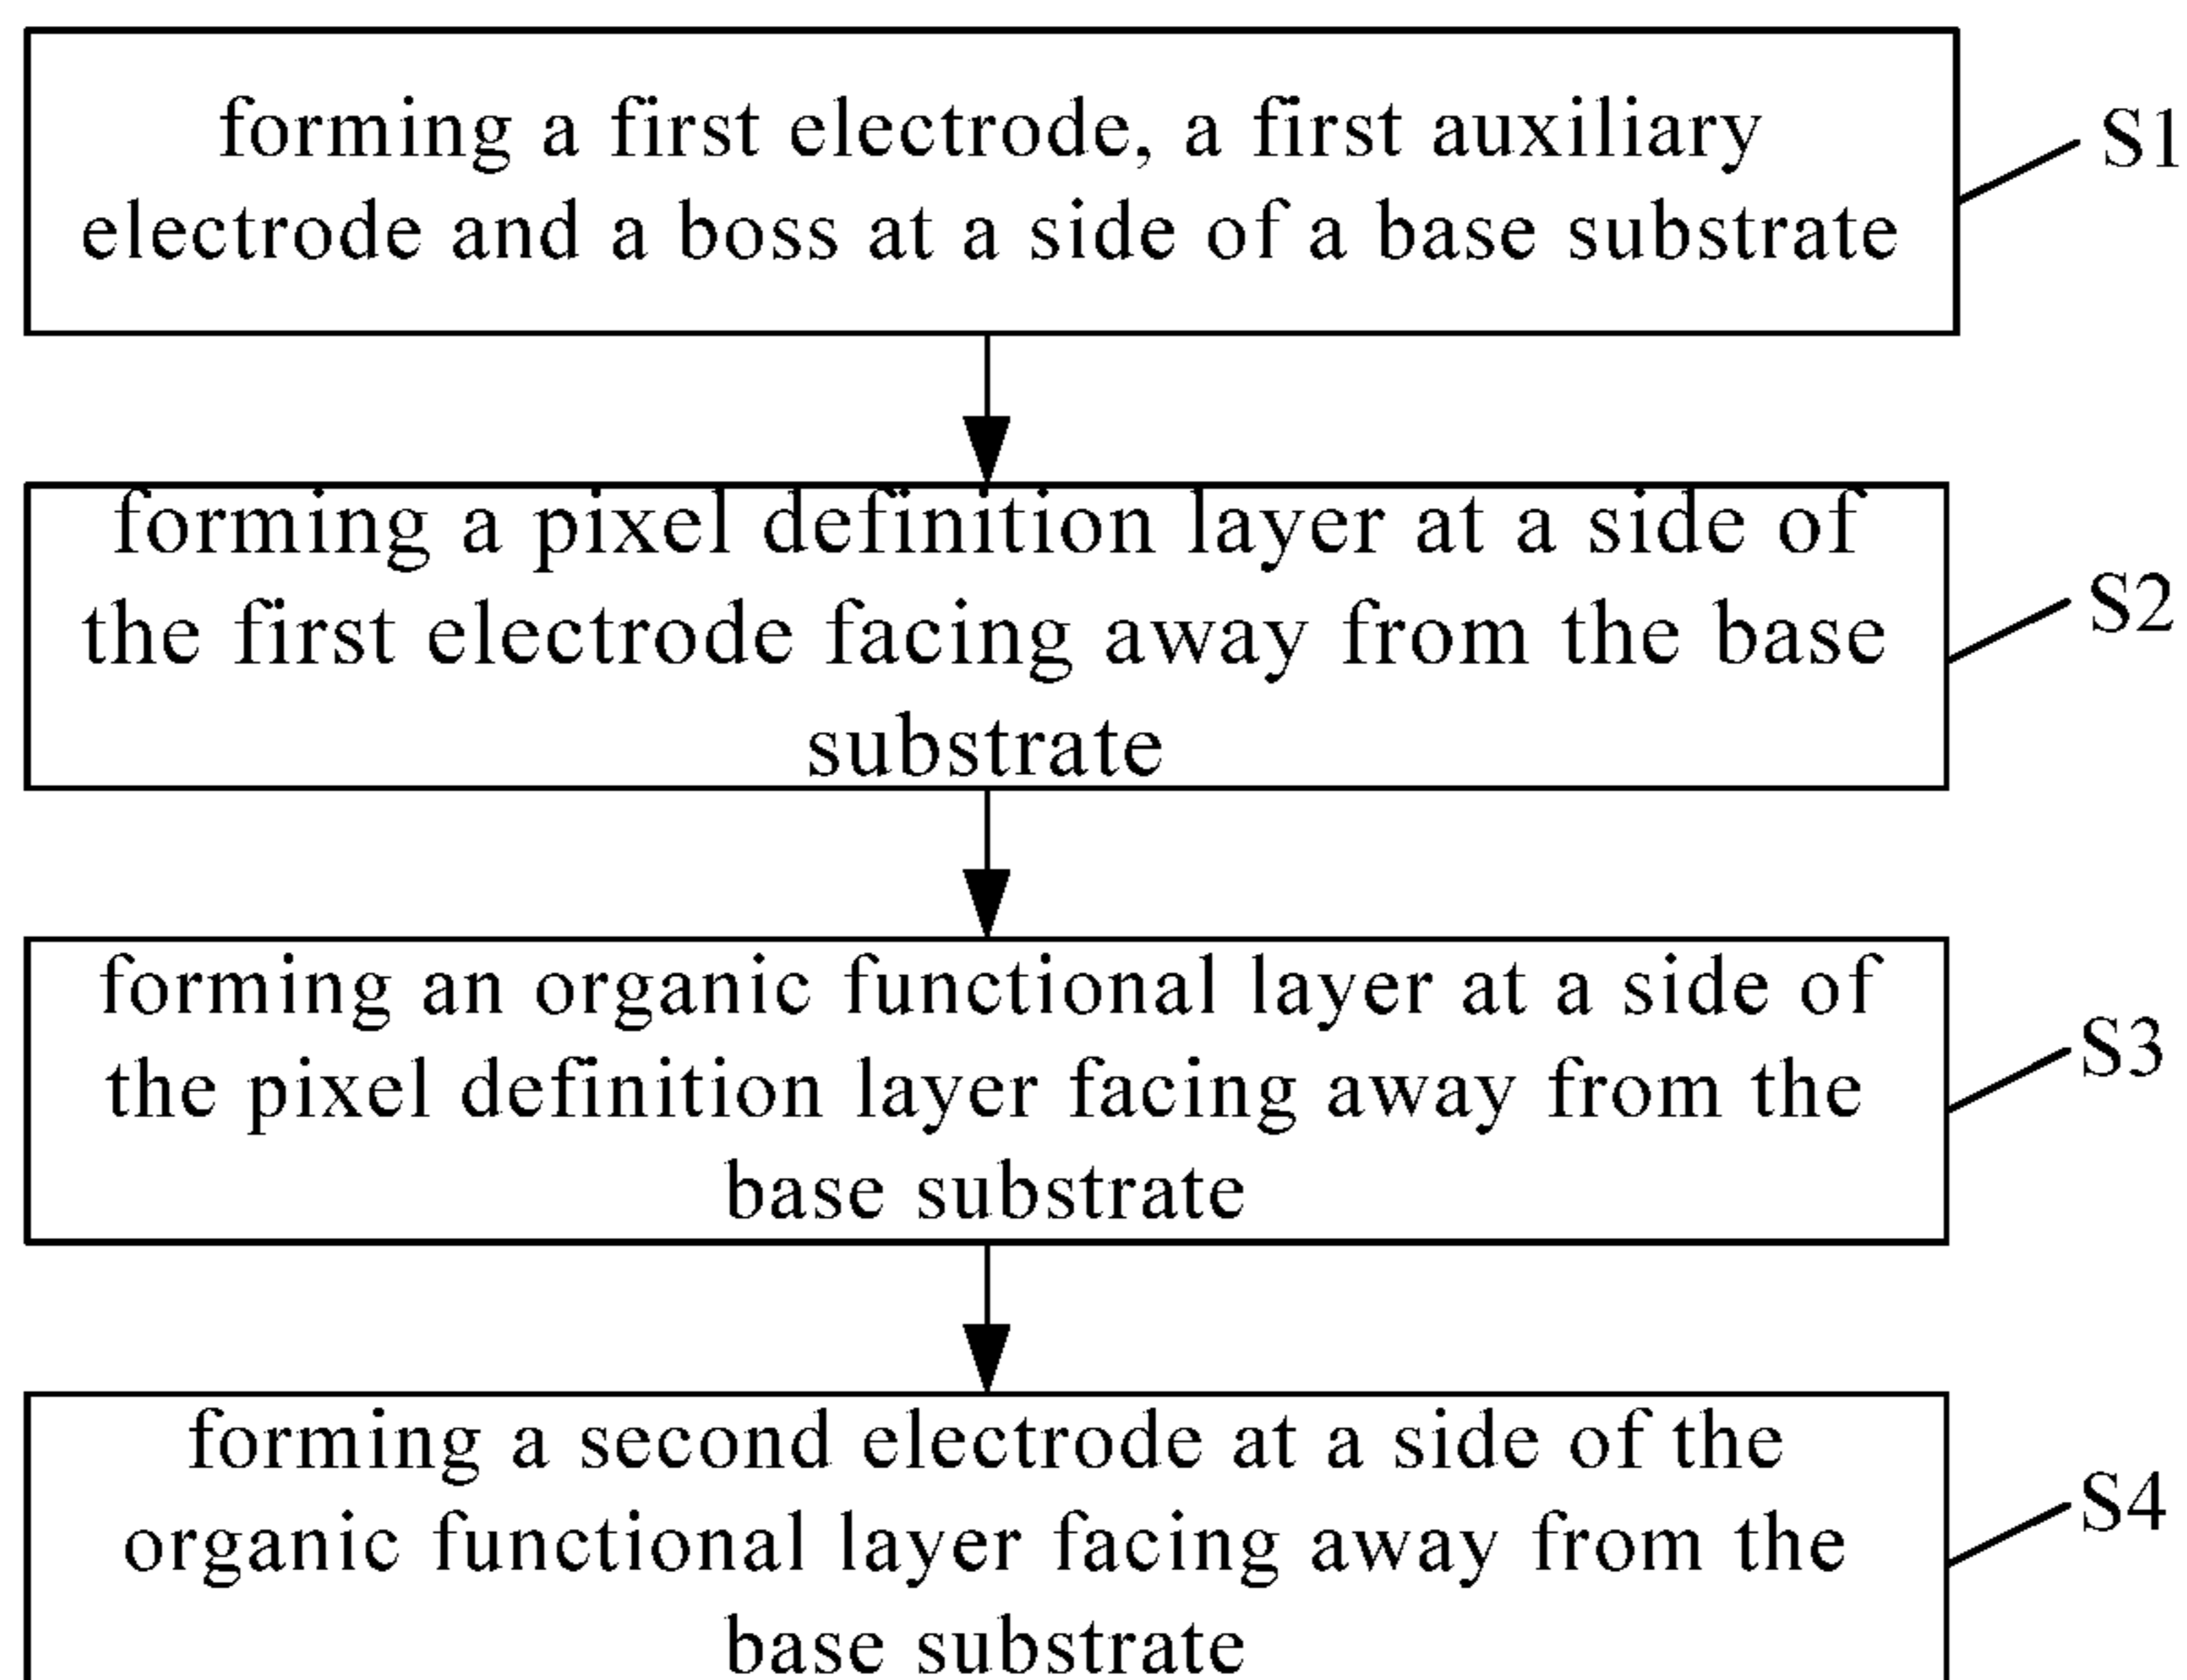 forming a first electrode, a first auxiliary
electrode and a boss at a side of a base substrate
S1
forming a pixel definition layer at a side of
the first electrode facing away from the base
substrate
S2
forming an organic functional layer at a side of
the pixel definition layer facing away from the
base substrate
S3
forming a second electrode at a side of the
organic functional layer facing away from the
base substrate
S4